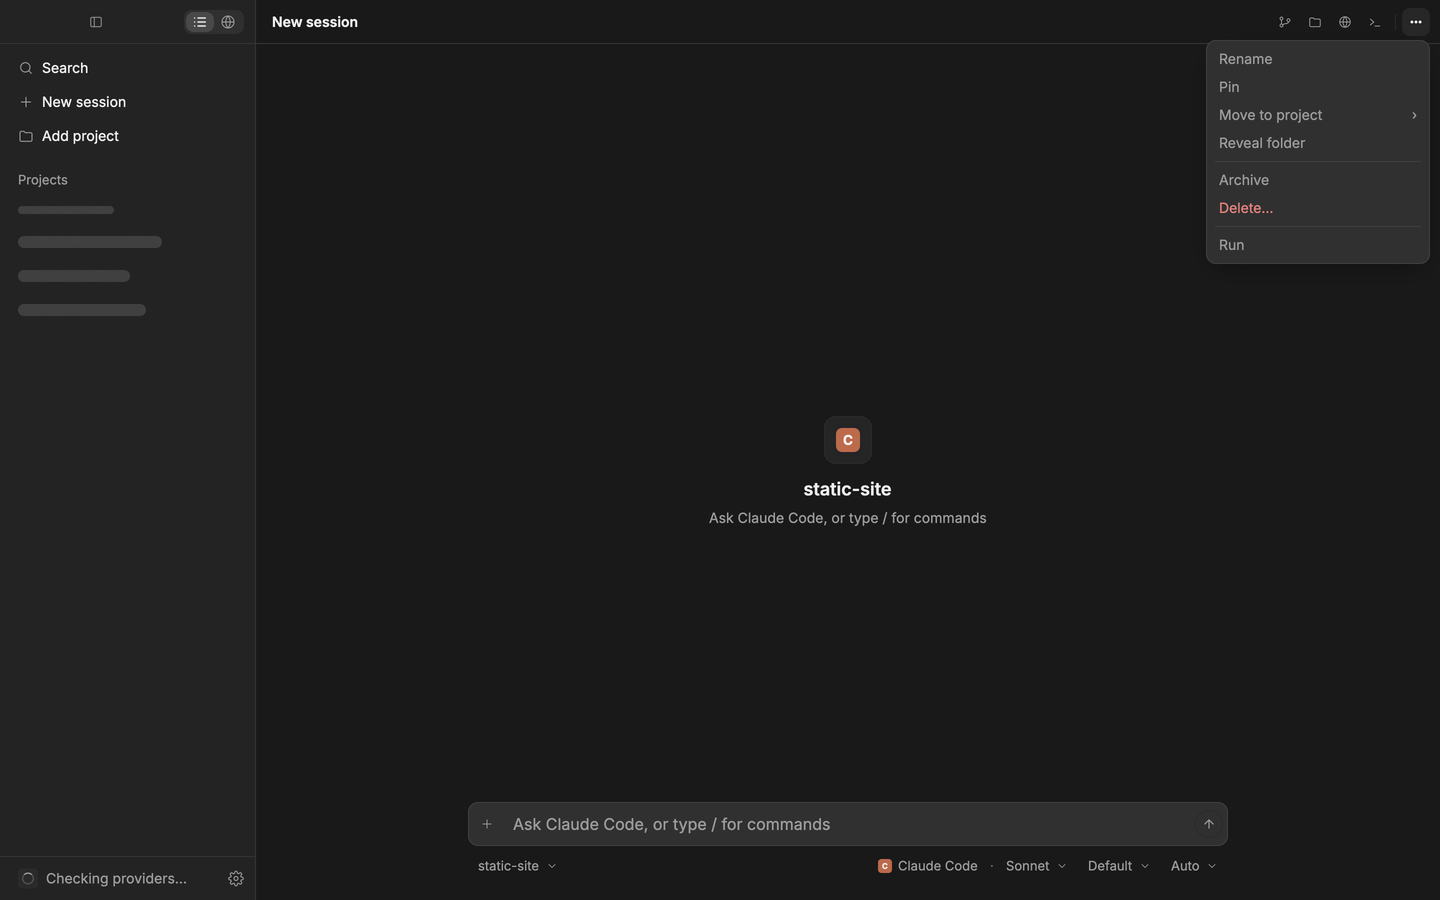 New session
Search
New session
Add project
Projects
Rename
Pin
Move to project
Reveal folder
Archive
Delete...
Run
C
static-site
Ask Claude Code, or type / for commands
Ask Claude Code, or type / for commands
static-site
C Claude Code · Sonnet Default Auto
Checking providers...